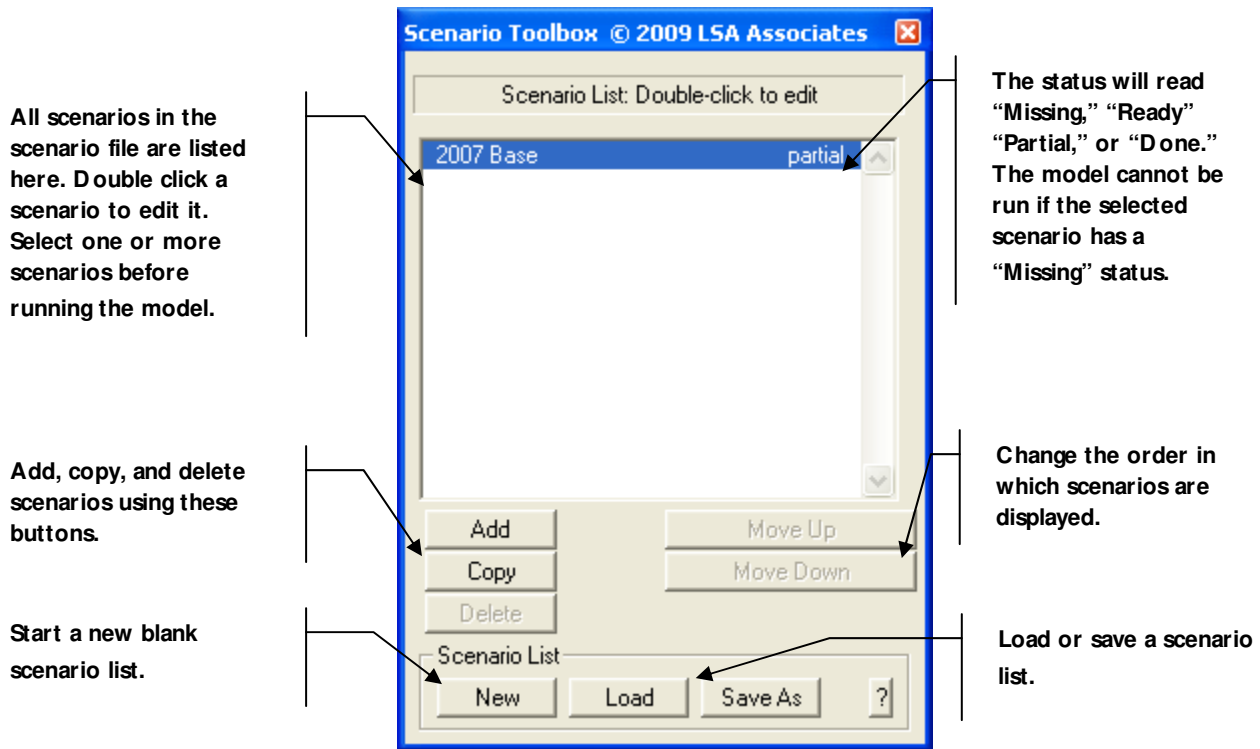 Scenario Toolbox © 2009 LSA Associates
Scenario List: Double-click to edit
2007 Base partial
Add
Copy
Delete
Move Up
Move Down
Scenario List
New Load Save As ?
All scenarios in the
scenario file are listed
here. Double click a
scenario to edit it.
Select one or more
scenarios before
running the model.
Add, copy, and delete
scenarios using these
buttons.
Start a new blank
scenario list.
The status will read
“Missing,” “Ready”
“Partial,” or “Done.”
The model cannot be
run if the selected
scenario has a
“Missing” status.
Change the order in
which scenarios are
displayed.
Load or save a scenario
list.